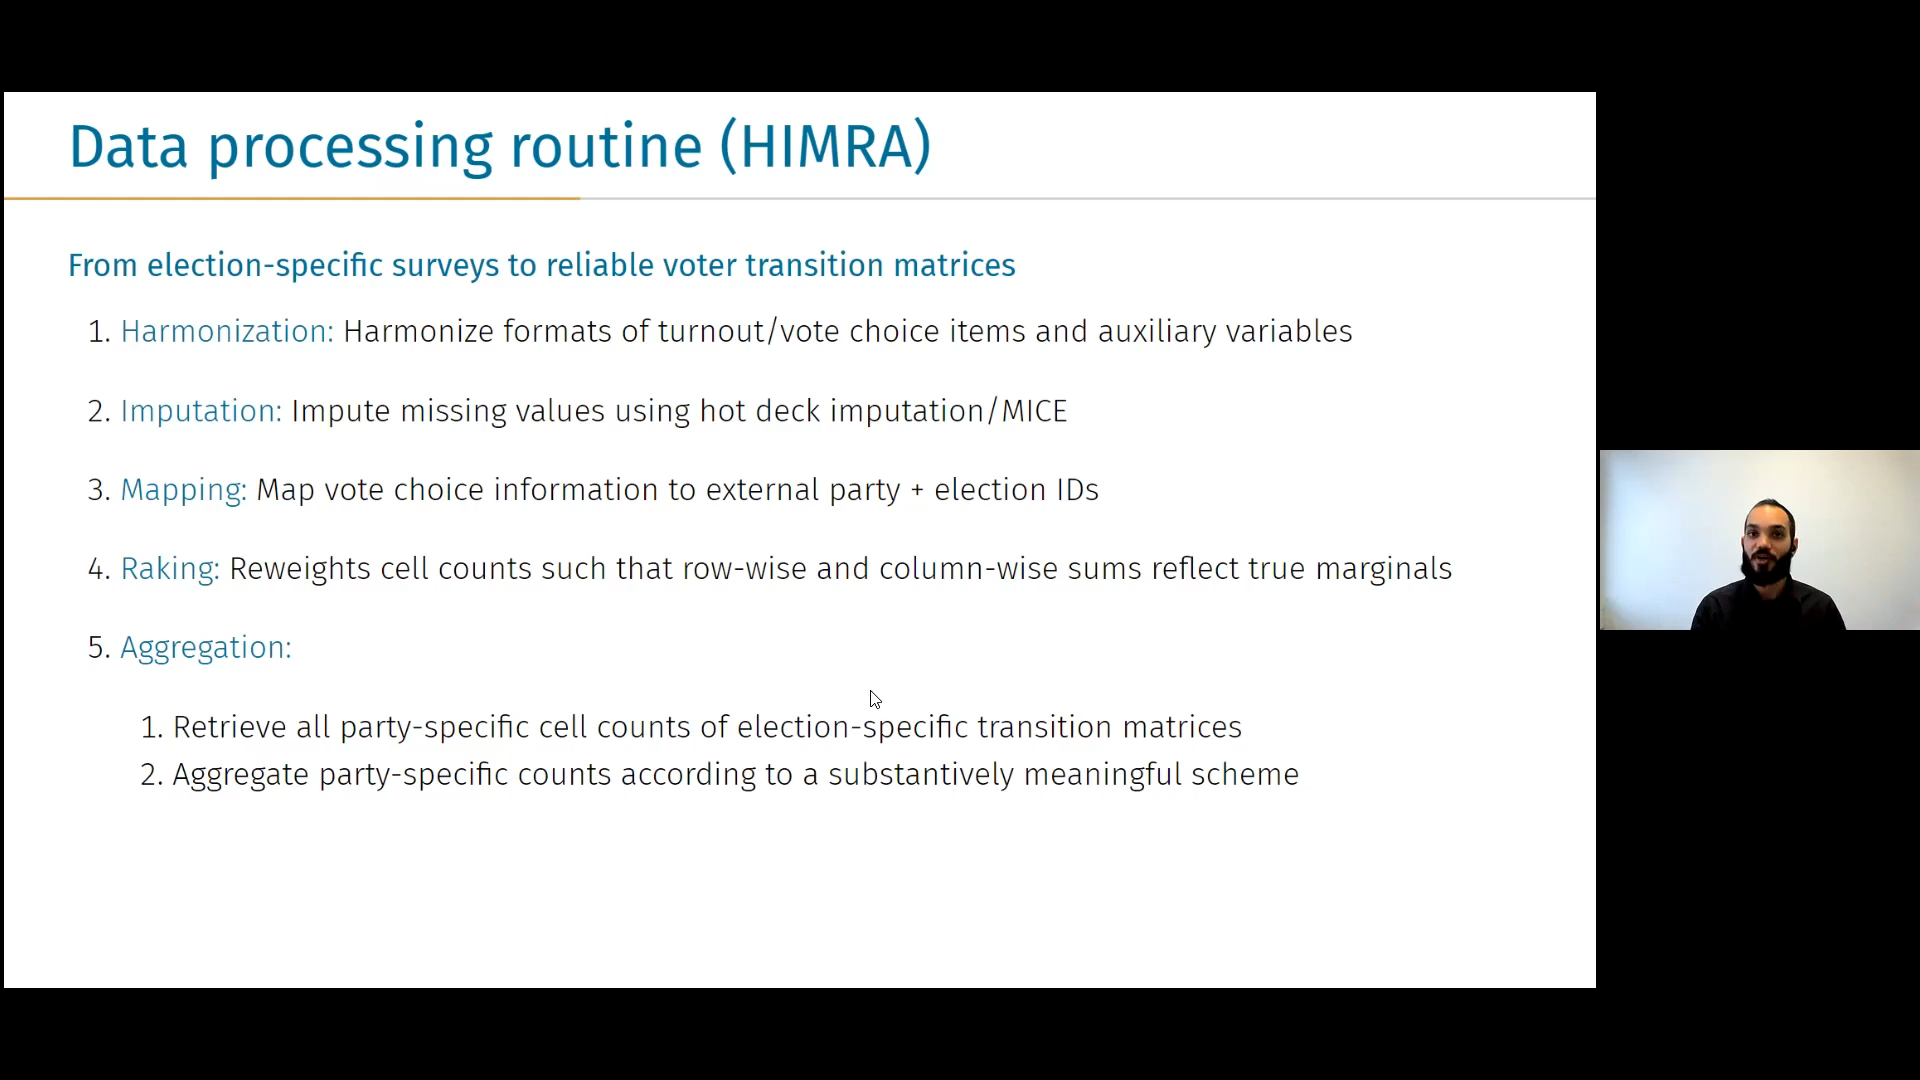 Data processing routine (HIMRA)
From election-specific surveys to reliable voter transition matrices
1. Harmonization: Harmonize formats of turnout/vote choice items and auxiliary variables
2. Imputation: Impute missing values using hot deck imputation/MICE
3. Mapping: Map vote choice information to external party + election IDs
4. Raking: Reweights cell counts such that row-wise and column-wise sums reflect true marginals
5. Aggregation:
1. Retrieve all party-specific cell counts of election-specific transition matrices
2. Aggregate party-specific counts according to a substantively meaningful scheme